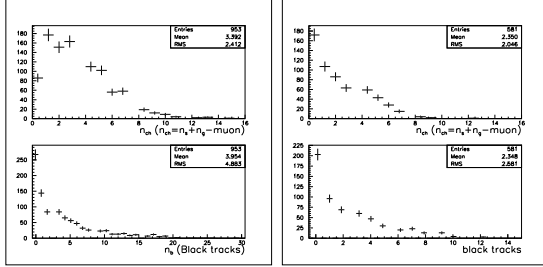 Entries 953
Mean 3.392
RMS 2.412
180
160
140
120
100
80
60
40
20
0
0 2 4 6 8 10 12 14 16
n_ch (n_ch=n_s+n_g-muon)
Entries 581
Mean 2.350
RMS 2.046
180
160
140
120
100
80
60
40
20
0
0 2 4 6 8 10 12 14 16
n_ch (n_ch=n_s+n_g-muon)
Entries 953
Mean 3.954
RMS 4.883
250
200
150
100
50
0
0 5 10 15 20 25 30
n_b (Black tracks)
Entries 581
Mean 2.348
RMS 2.881
225
200
175
150
125
100
75
50
25
0
0 2 4 6 8 10 12 14
black tracks